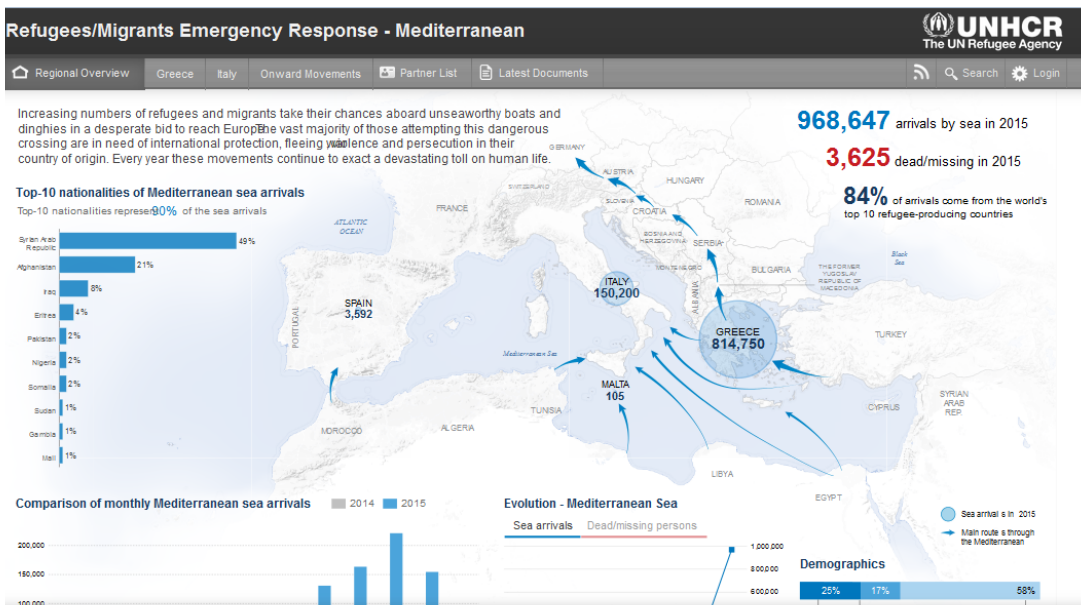 Refugees/Migrants Emergency Response - Mediterranean
UNHCR
The UN Refugee Agency
Regional Overview
Greece
Italy
Onward Movements
Partner List
Latest Documents
Search
Login
Increasing numbers of refugees and migrants take their chances aboard unseaworthy boats and
dinghies in a desperate bid to reach Europe. The vast majority of those attempting this dangerous
crossing are in need of international protection, fleeing war, violence and persecution in their
country of origin. Every year these movements continue to exact a devastating toll on human life.
968,647 arrivals by sea in 2015
3,625 dead/missing in 2015
84% of arrivals come from the world's
top 10 refugee-producing countries
Top-10 nationalities of Mediterranean sea arrivals
Top-10 nationalities represent 90% of the sea arrivals
Syrian Arab
Republic
49%
Afghanistan
21%
Iraq
8%
Eritrea
4%
Pakistan
2%
Nigeria
2%
Somalia
2%
Sudan
1%
Gambia
1%
Mali
1%
GERMANY
AUSTRIA
HUNGARY
SWITZERLAND
SLOVENIA
CROATIA
ROMANIA
FRANCE
ATLANTIC
OCEAN
BOSNIA AND
HERZEGOVINA
SERBIA
MONTENEGRO
BULGARIA
Black
Sea
THE FORMER
YUGOSLAV
REPUBLIC OF
MACEDONIA
ALBANIA
ITALY
150,200
SPAIN
3,592
PORTUGAL
GREECE
814,750
TURKEY
Mediterranean Sea
MALTA
105
TUNISIA
CYPRUS
SYRIAN
ARAB
REP.
MOROCCO
ALGERIA
LIBYA
EGYPT
Sea arrivals in 2015
Main routes through
the Mediterranean
Comparison of monthly Mediterranean sea arrivals
2014
2015
200,000
150,000
100,000
Evolution - Mediterranean Sea
Sea arrivals
Dead/missing persons
1,000,000
800,000
600,000
Demographics
25%
17%
58%